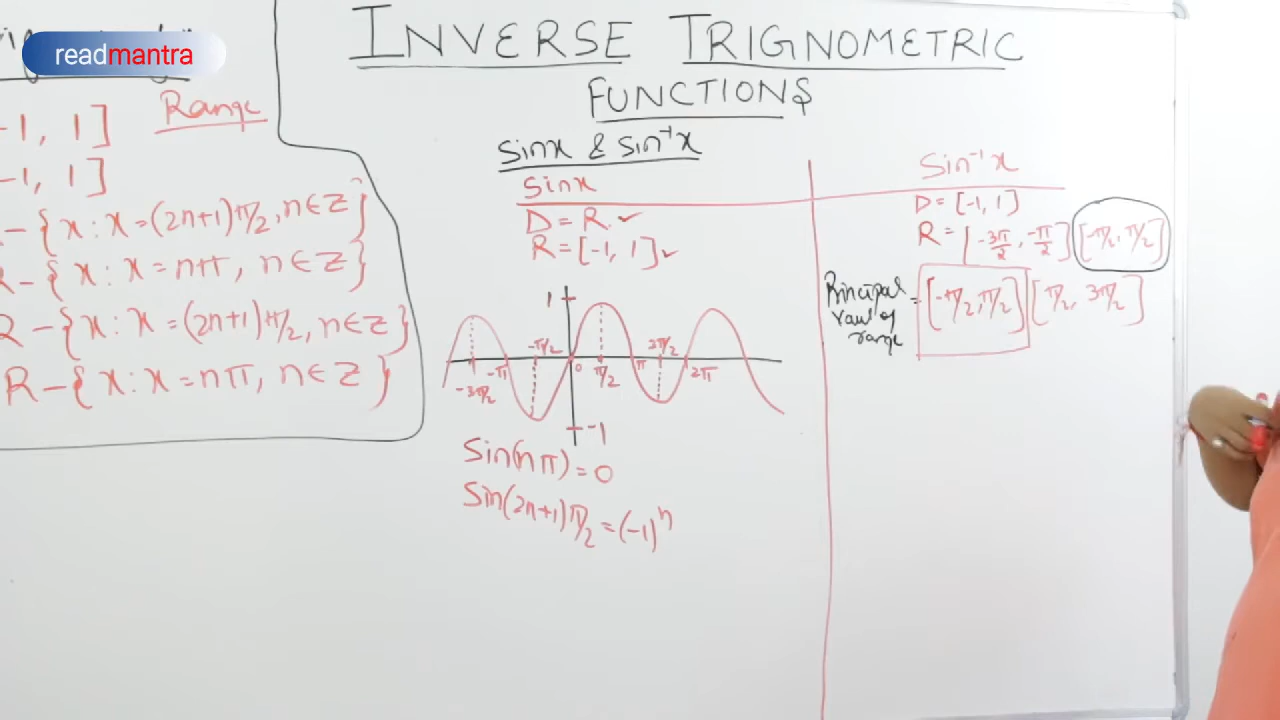 readmantra
INVERSE TRIGNOMETRIC
FUNCTIONS
Range
-1, 1]
-1, 1]
- {x : x = (2n+1)π/2, n ∈ Z}
R - {x : x = nπ, n ∈ Z}
R - {x : x = (2n+1)π/2, n ∈ Z}
R - {x : x = nπ, n ∈ Z}
Sinx & Sin⁻¹x
Sinx
D = R. ✓
R = [-1, 1] ✓
1
-π/2
3π/2
-3π/2
-π
0
π/2
π
2π
-1
Sin(nπ) = 0
Sin(2n+1)π/2 = (-1)ⁿ
Sin⁻¹x
D = [-1, 1]
R = [-3π/2, -π/2] [-π/2, π/2]
Principal
of
range
= [-π/2, π/2] [π/2, 3π/2]